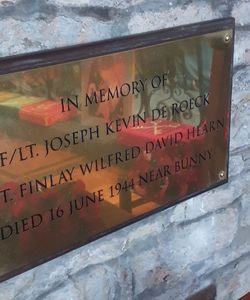 IN MEMORY OF
F/LT. JOSEPH KEVIN DE ROECK
T. FINLAY WILFRED DAVID HEARN
DIED 16 JUNE 1944 NEAR BUNNY